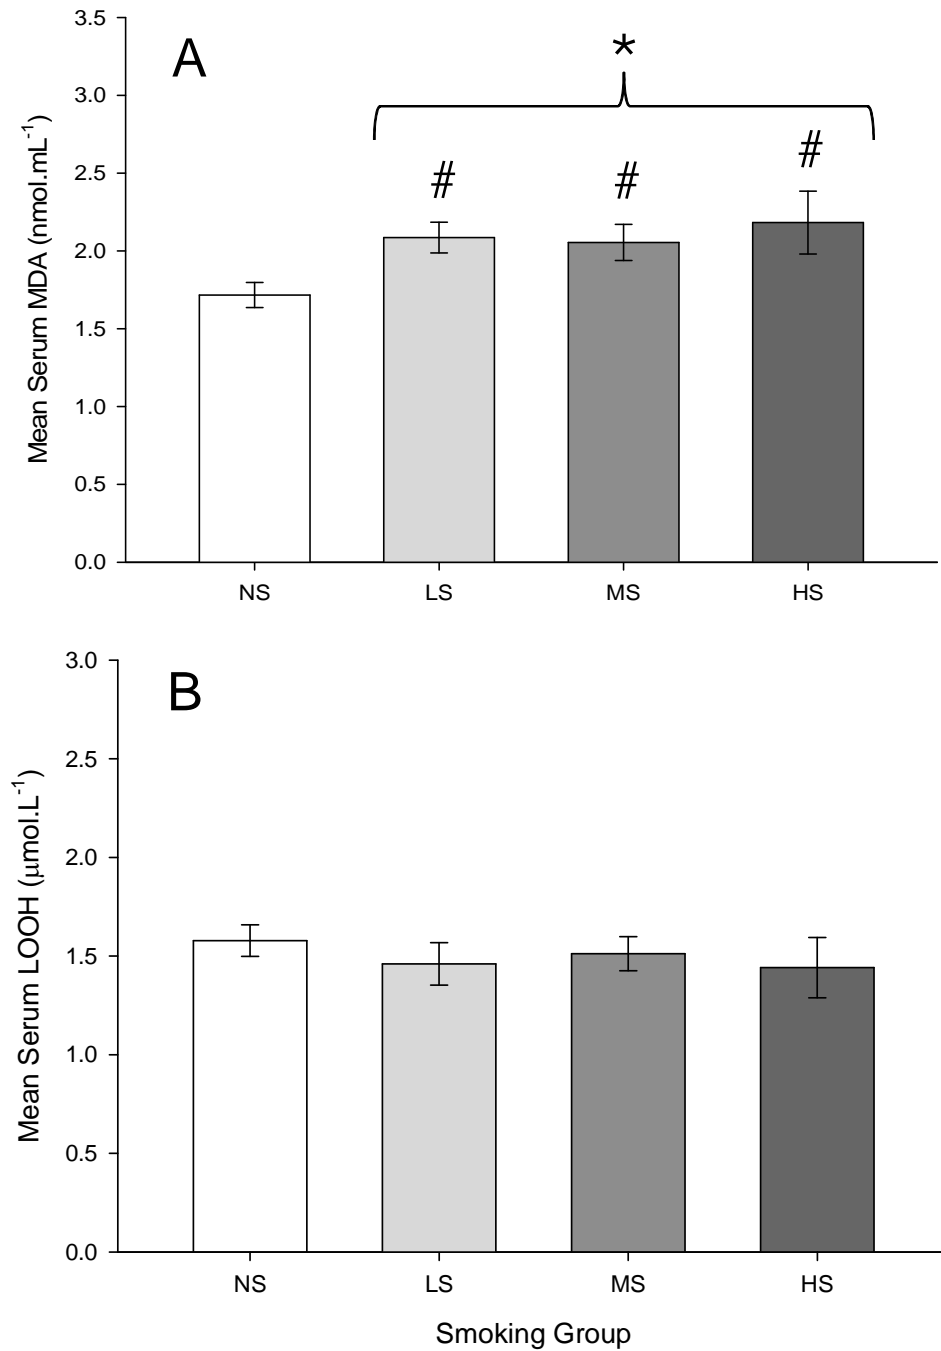 A
*
# # #
Mean Serum MDA (nmol.mL⁻¹)
3.5
3.0
2.5
2.0
1.5
1.0
0.5
0.0
NS LS MS HS
B
Mean Serum LOOH (μmol.L⁻¹)
3.0
2.5
2.0
1.5
1.0
0.5
0.0
NS LS MS HS
Smoking Group